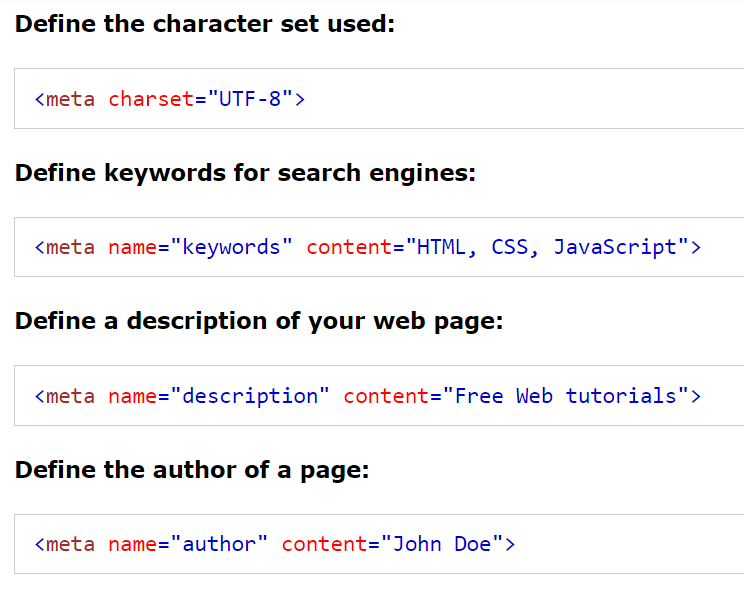 Define the character set used:
<meta charset="UTF-8">
Define keywords for search engines:
<meta name="keywords" content="HTML, CSS, JavaScript">
Define a description of your web page:
<meta name="description" content="Free Web tutorials">
Define the author of a page:
<meta name="author" content="John Doe">